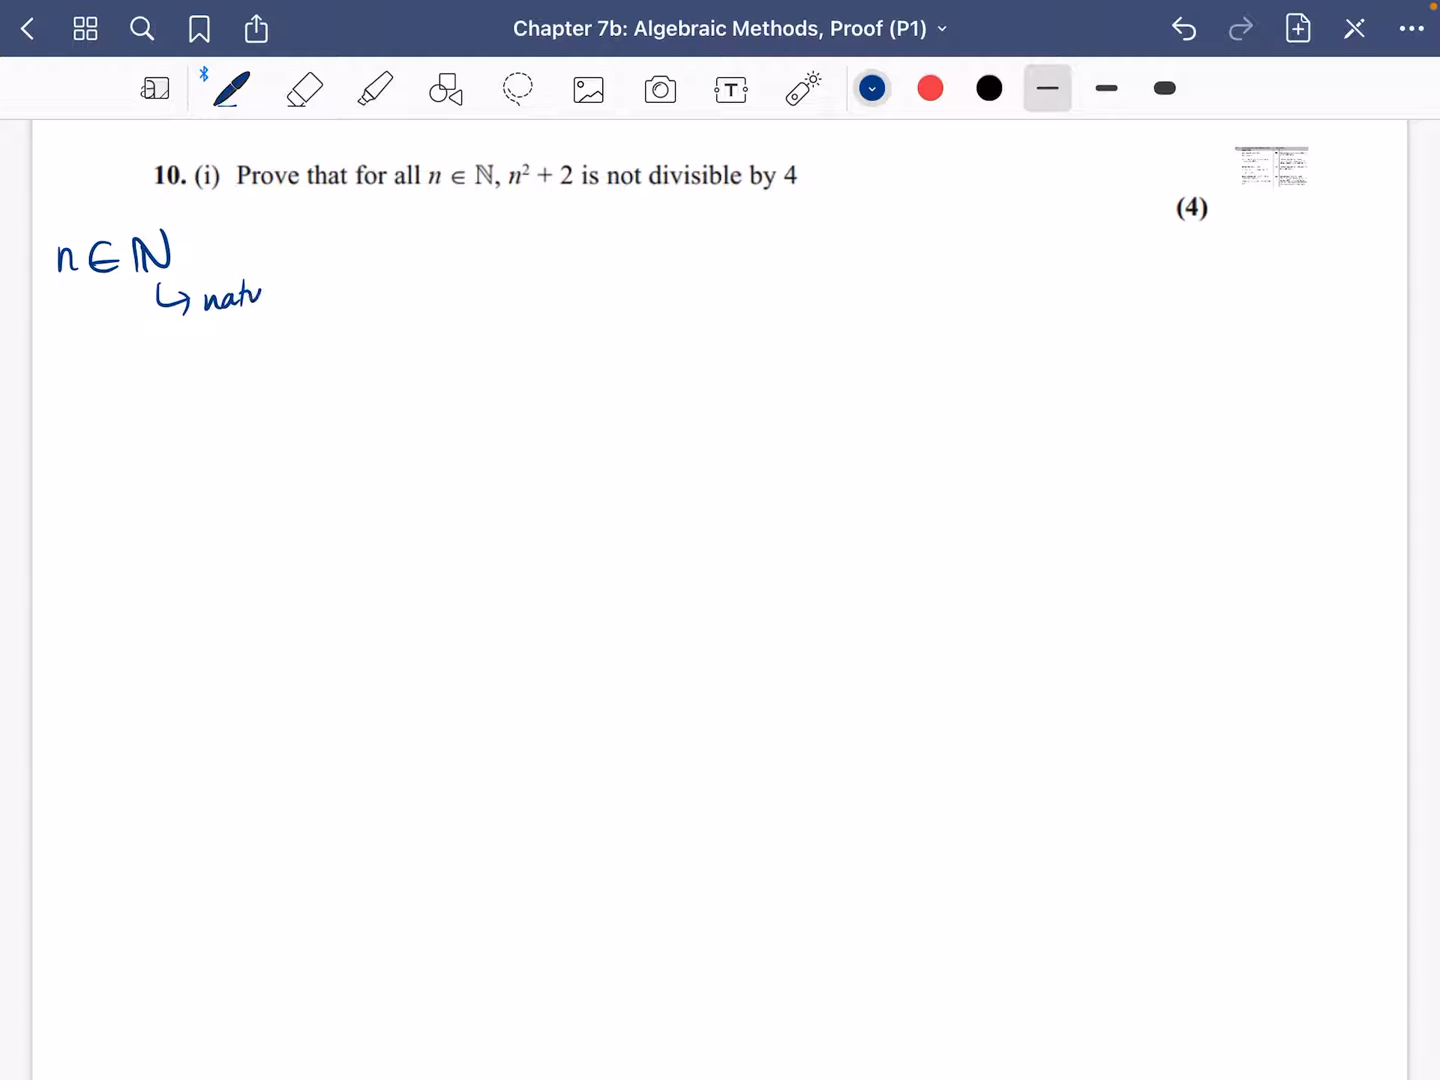 Chapter 7b: Algebraic Methods, Proof (P1)
10. (i) Prove that for all n ∈ ℕ, n² + 2 is not divisible by 4
(4)
n ∈ ℕ
↳ natu